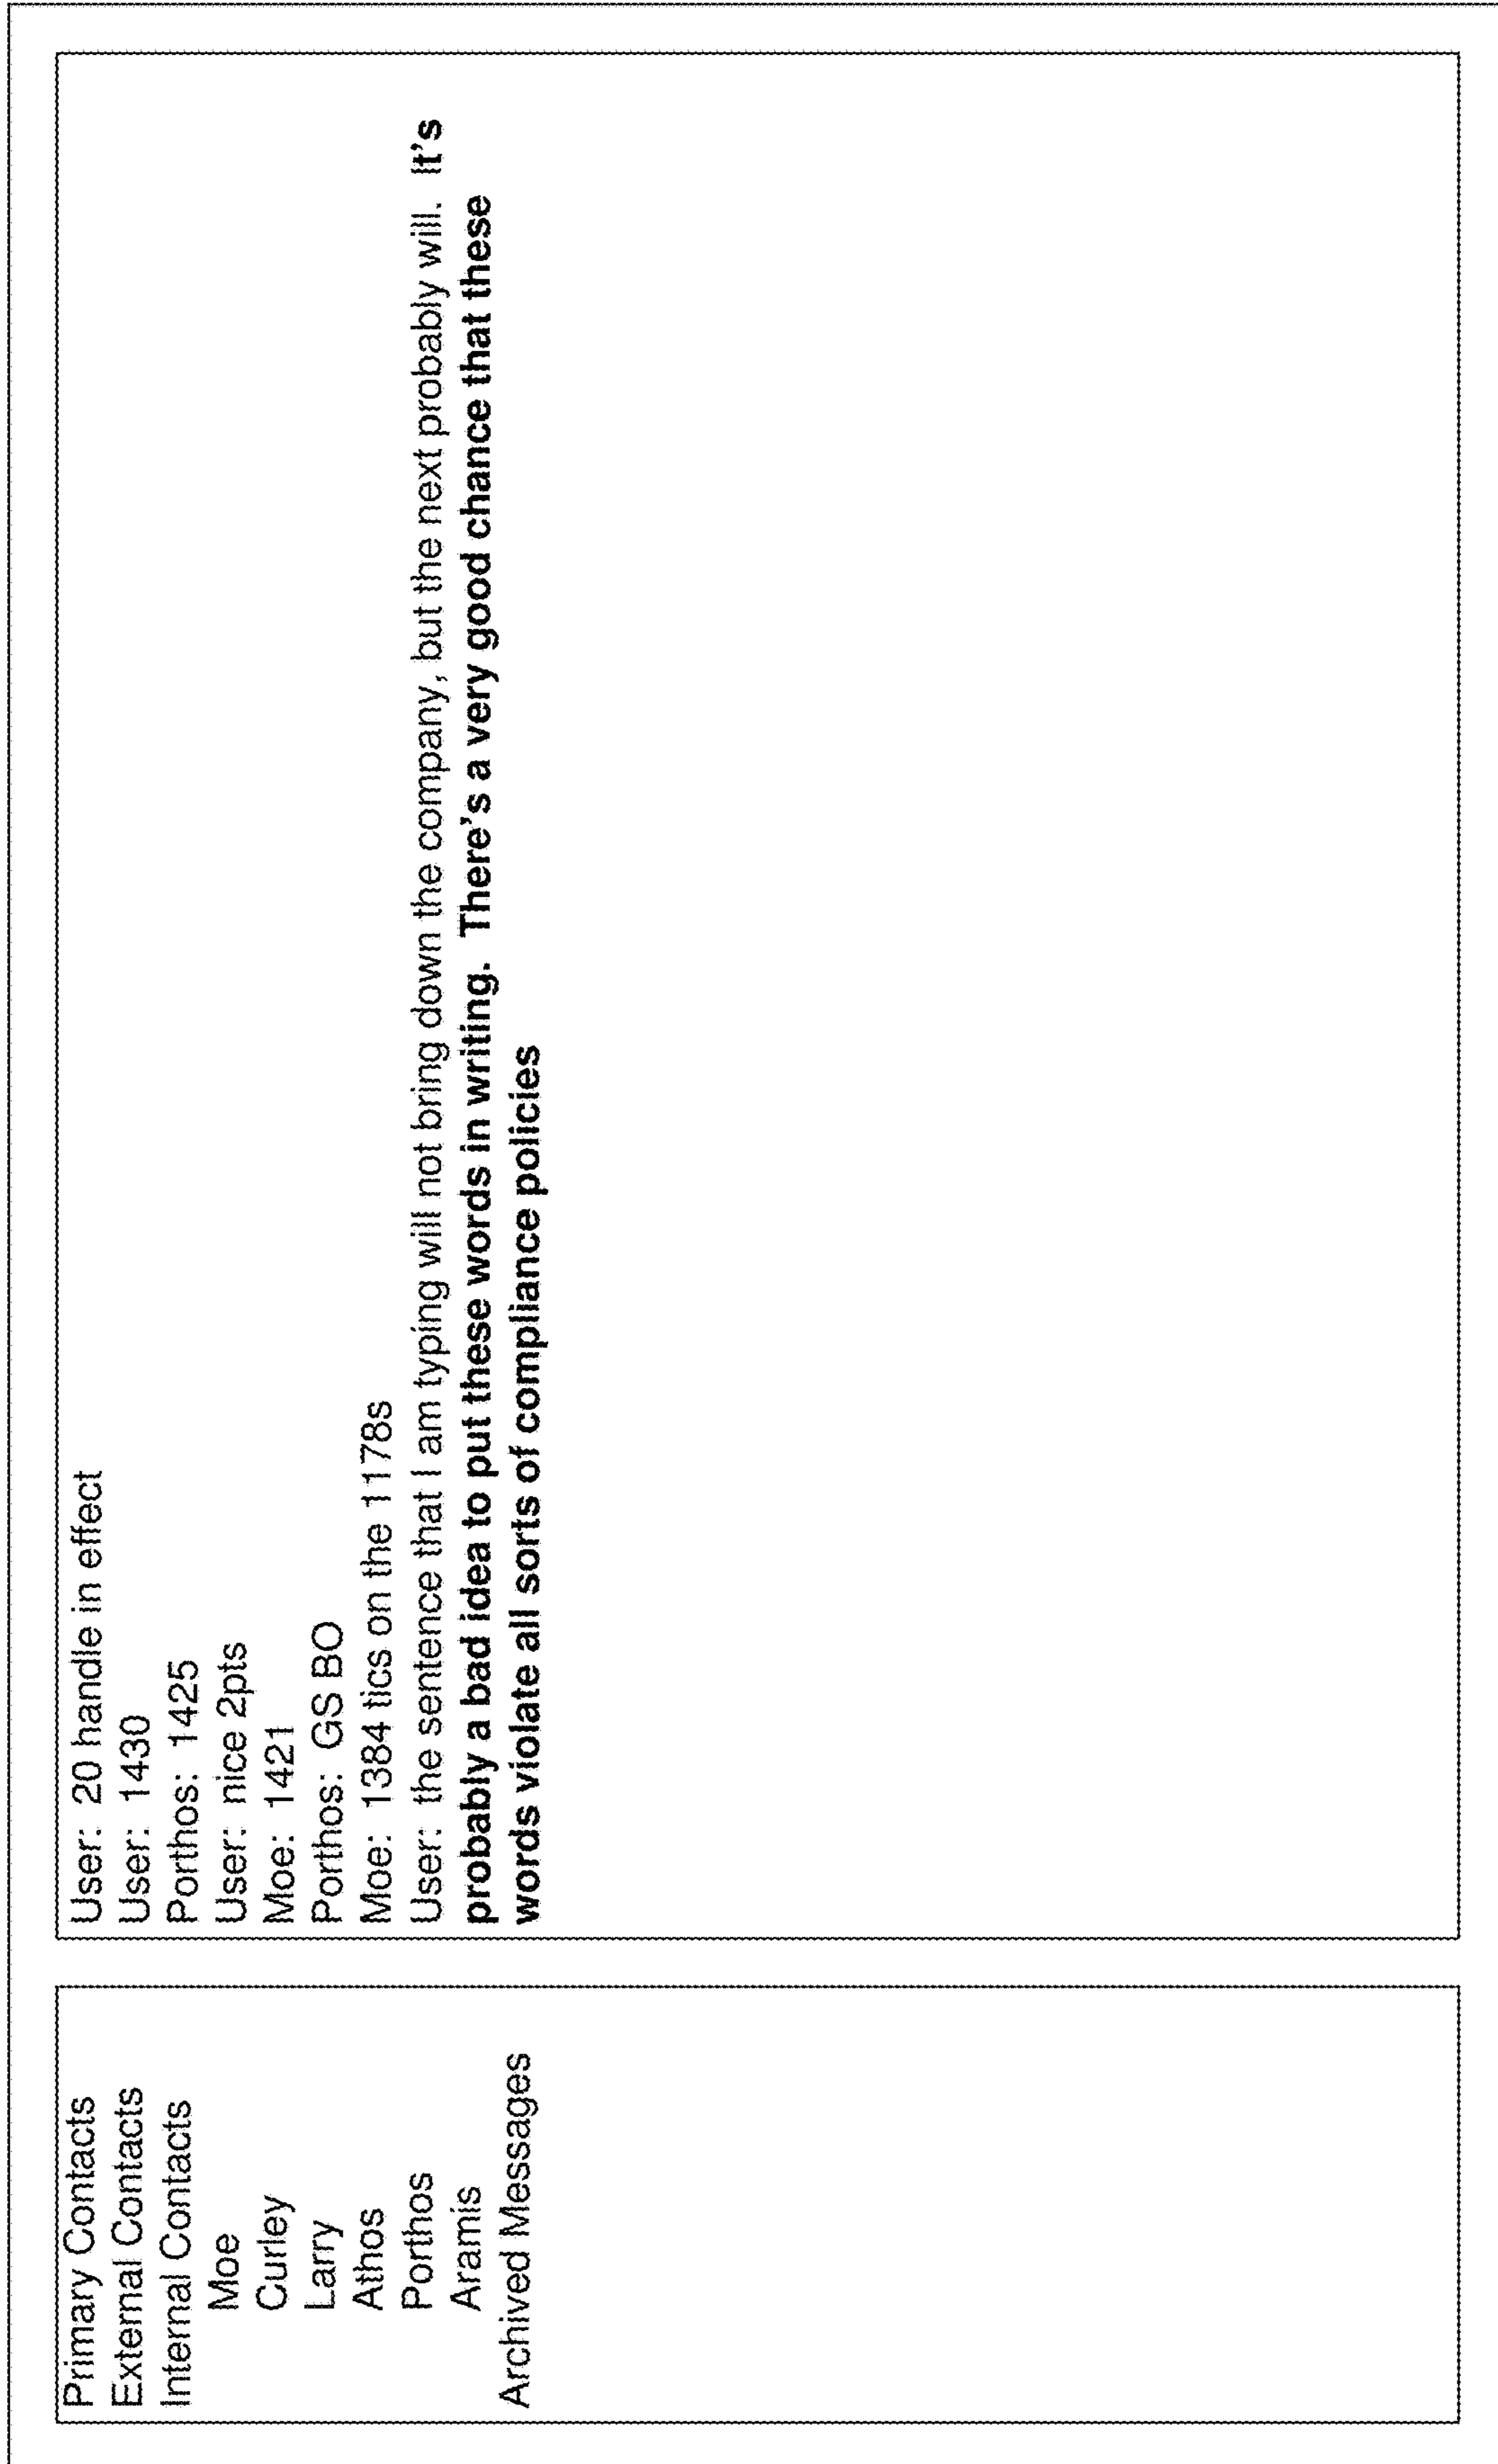 Primary Contacts
External Contacts
Internal Contacts
Moe
Curley
Larry
Athos
Porthos
Aramis
Archived Messages
User: 20 handle in effect
User: 1430
Porthos: 1425
User: nice 2pts
Moe: 1421
Porthos: GS BO
Moe: 1384 tics on the 1178s
User: the sentence that I am typing will not bring down the company, but the next probably will. It's
probably a bad idea to put these words in writing. There's a very good chance that these
words violate all sorts of compliance policies